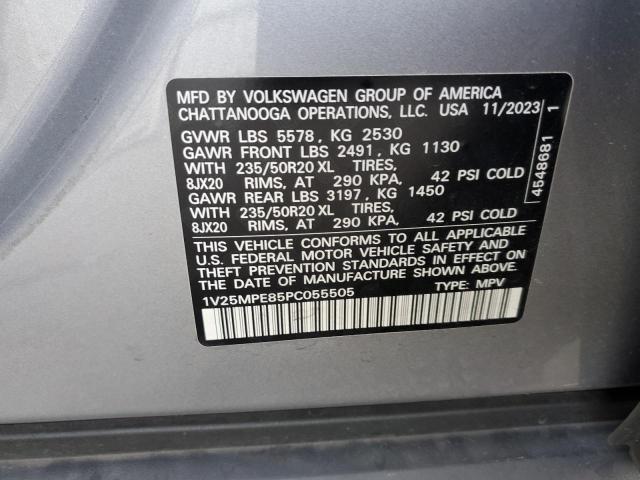 MFD BY VOLKSWAGEN GROUP OF AMERICA
CHATTANOOGA OPERATIONS, LLC. USA 11/2023
GVWR LBS 5578, KG 2530
GAWR FRONT LBS 2491, KG 1130
WITH 235/50R20 XL TIRES,
8JX20 RIMS, AT 290 KPA, 42 PSI COLD
GAWR REAR LBS 3197, KG 1450
WITH 235/50R20 XL TIRES,
8JX20 RIMS, AT 290 KPA, 42 PSI COLD
THIS VEHICLE CONFORMS TO ALL APPLICABLE
U.S. FEDERAL MOTOR VEHICLE SAFETY AND
THEFT PREVENTION STANDARDS IN EFFECT ON
THE DATE OF MANUFACTURE SHOWN ABOVE.
1V25MPE85PC055505 TYPE: MPV
4548681 1